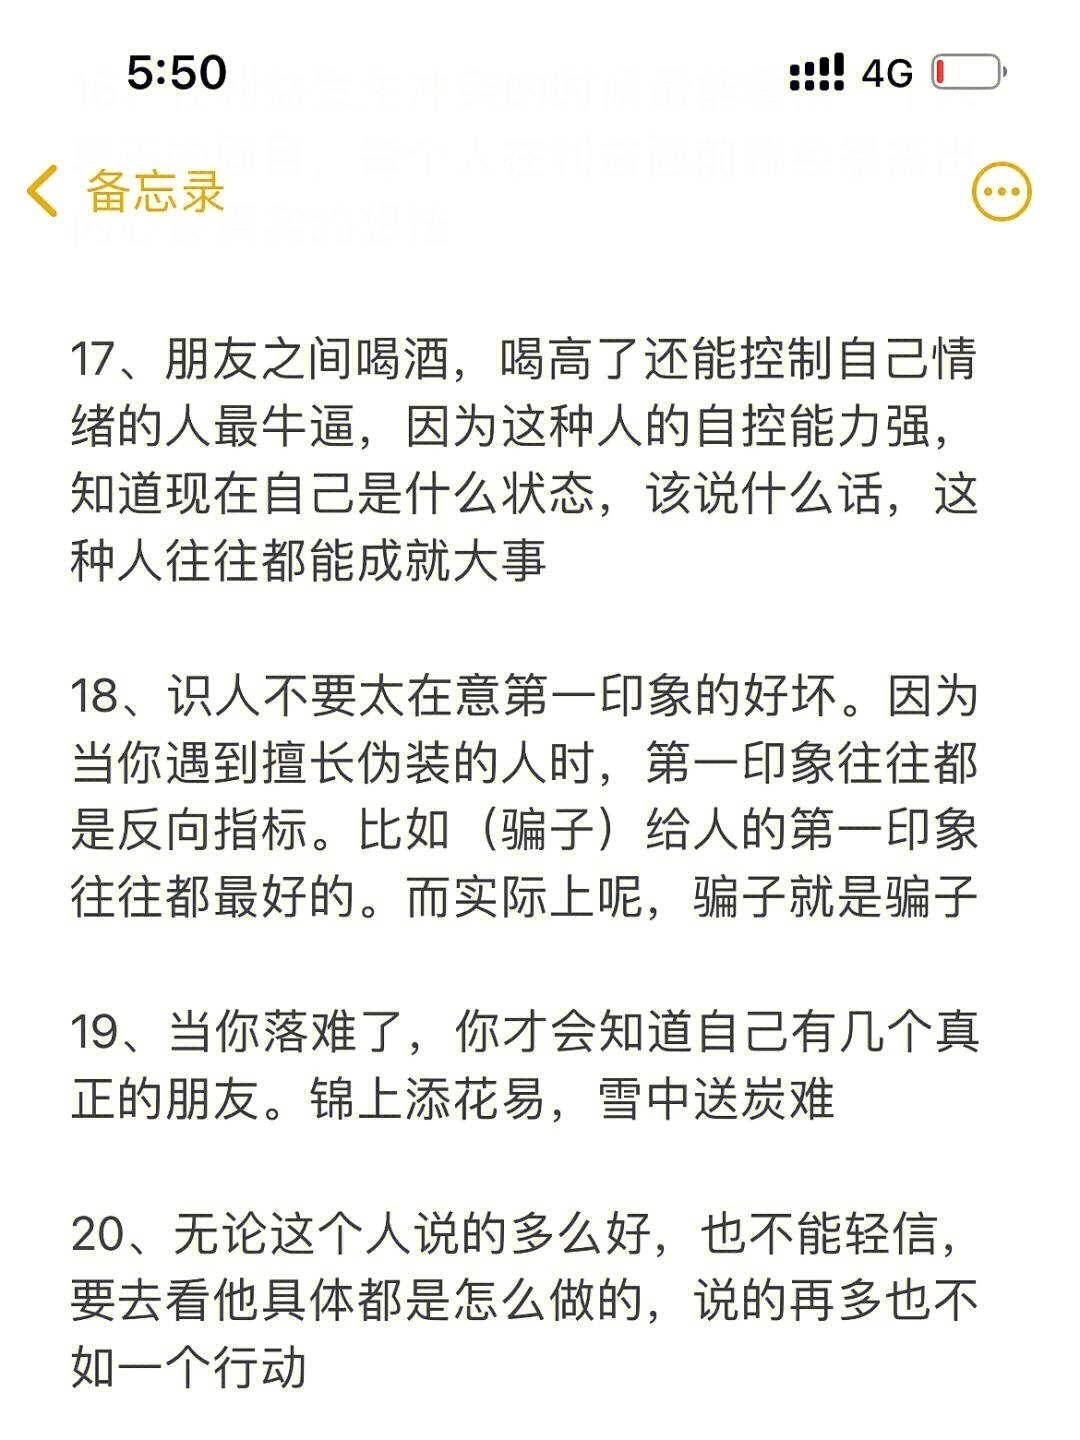 5:50
4G
备忘录
17、朋友之间喝酒，喝高了还能控制自己情
绪的人最牛逼，因为这种人的自控能力强，
知道现在自己是什么状态，该说什么话，这
种人往往都能成就大事
18、识人不要太在意第一印象的好坏。因为
当你遇到擅长伪装的人时，第一印象往往都
是反向指标。比如（骗子）给人的第一印象
往往都最好的。而实际上呢，骗子就是骗子
19、当你落难了，你才会知道自己有几个真
正的朋友。锦上添花易，雪中送炭难
20、无论这个人说的多么好，也不能轻信，
要去看他具体都是怎么做的，说的再多也不
如一个行动